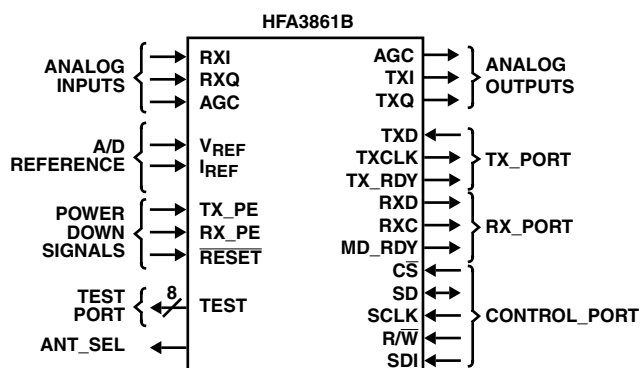 HFA3861B
ANALOG
INPUTS
RXI
RXQ
AGC
A/D
REFERENCE
VREF
IREF
POWER
DOWN
SIGNALS
TX_PE
RX_PE
RESET
TEST
PORT
8
TEST
ANT_SEL
AGC
TXI
TXQ
ANALOG
OUTPUTS
TXD
TXCLK
TX_RDY
TX_PORT
RXD
RXC
MD_RDY
RX_PORT
CS
SD
SCLK
R/W
SDI
CONTROL_PORT